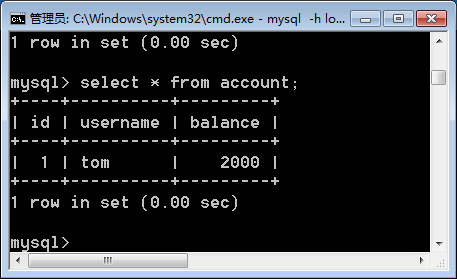 管理员: C:\Windows\system32\cmd.exe - mysql  -h lo...
1 row in set (0.00 sec)
mysql> select * from account;
+----+----------+---------+
| id | username | balance |
+----+----------+---------+
|  1 | tom      |    2000 |
+----+----------+---------+
1 row in set (0.00 sec)
mysql>